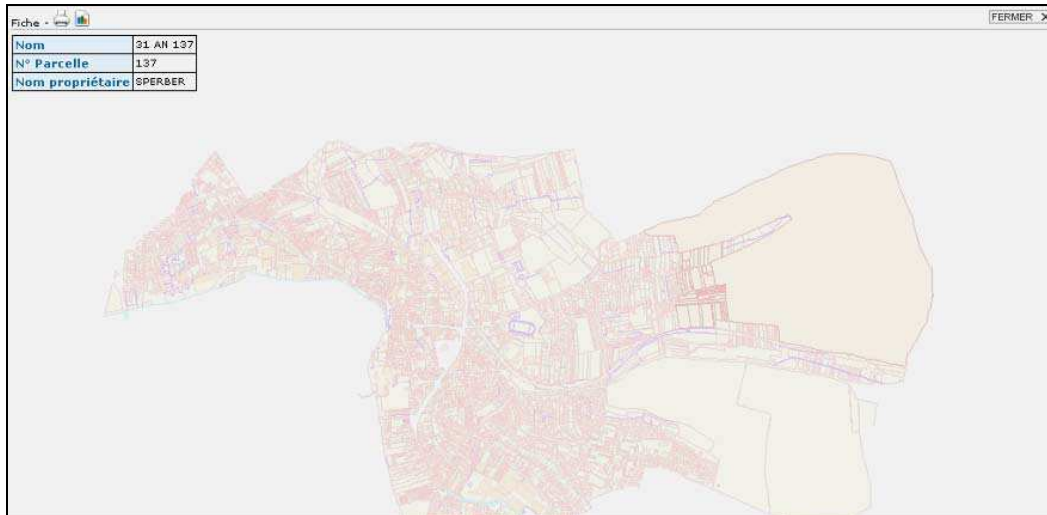 Fiche -
FERMER X
Nom 31 AN 137
N° Parcelle 137
Nom propriétaire SPERBER